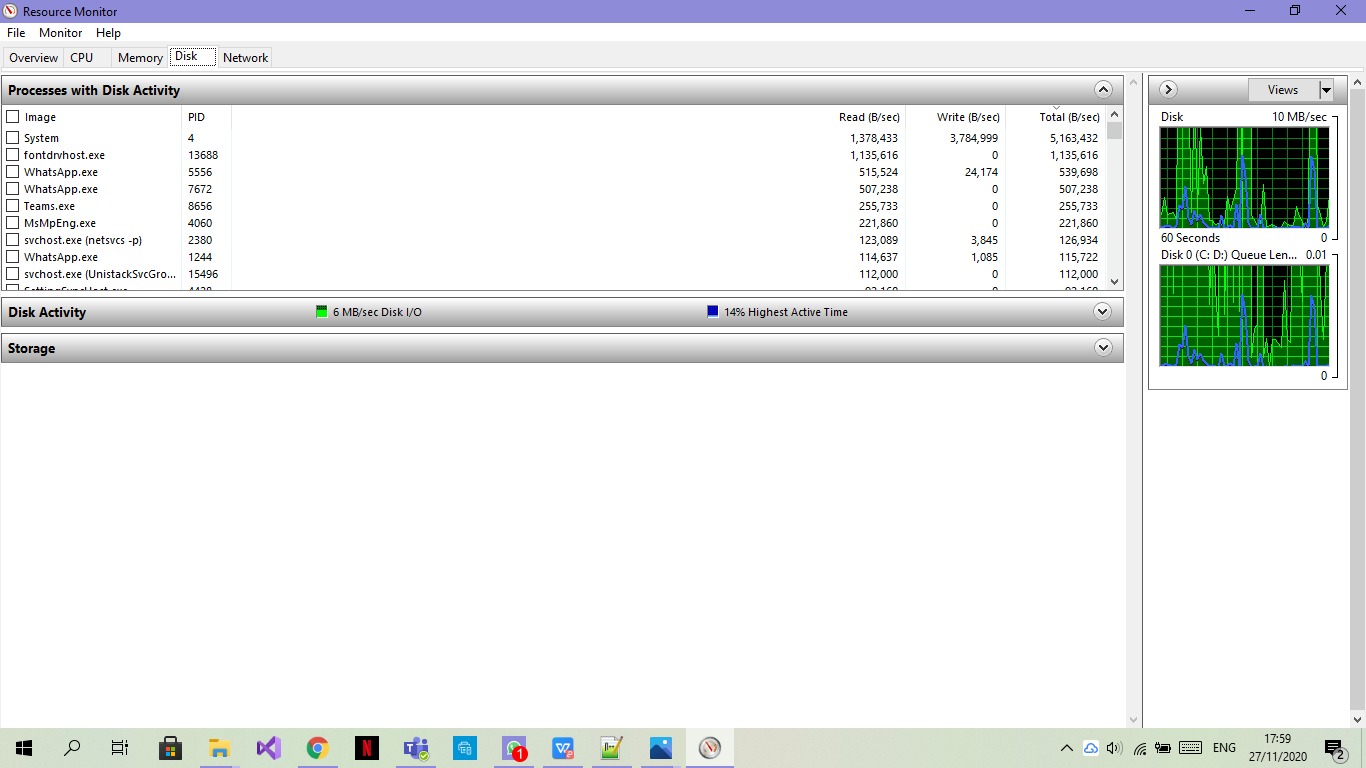 Resource Monitor
File Monitor Help
Overview CPU Memory Disk Network
Processes with Disk Activity
Image PID Read (B/sec) Write (B/sec) Total (B/sec)
System 4 1,378,433 3,784,999 5,163,432
fontdrvhost.exe 13688 1,135,616 0 1,135,616
WhatsApp.exe 5556 515,524 24,174 539,698
WhatsApp.exe 7672 507,238 0 507,238
Teams.exe 8656 255,733 0 255,733
MsMpEng.exe 4060 221,860 0 221,860
svchost.exe (netsvcs -p) 2380 123,089 3,845 126,934
WhatsApp.exe 1244 114,637 1,085 115,722
svchost.exe (UnistackSvcGro... 15496 112,000 0 112,000
Disk Activity 6 MB/sec Disk I/O 14% Highest Active Time
Storage
Views
Disk 10 MB/sec
60 Seconds 0
Disk 0 (C: D:) Queue Len... 0.01
0
N
1
ENG
17:59
27/11/2020
2